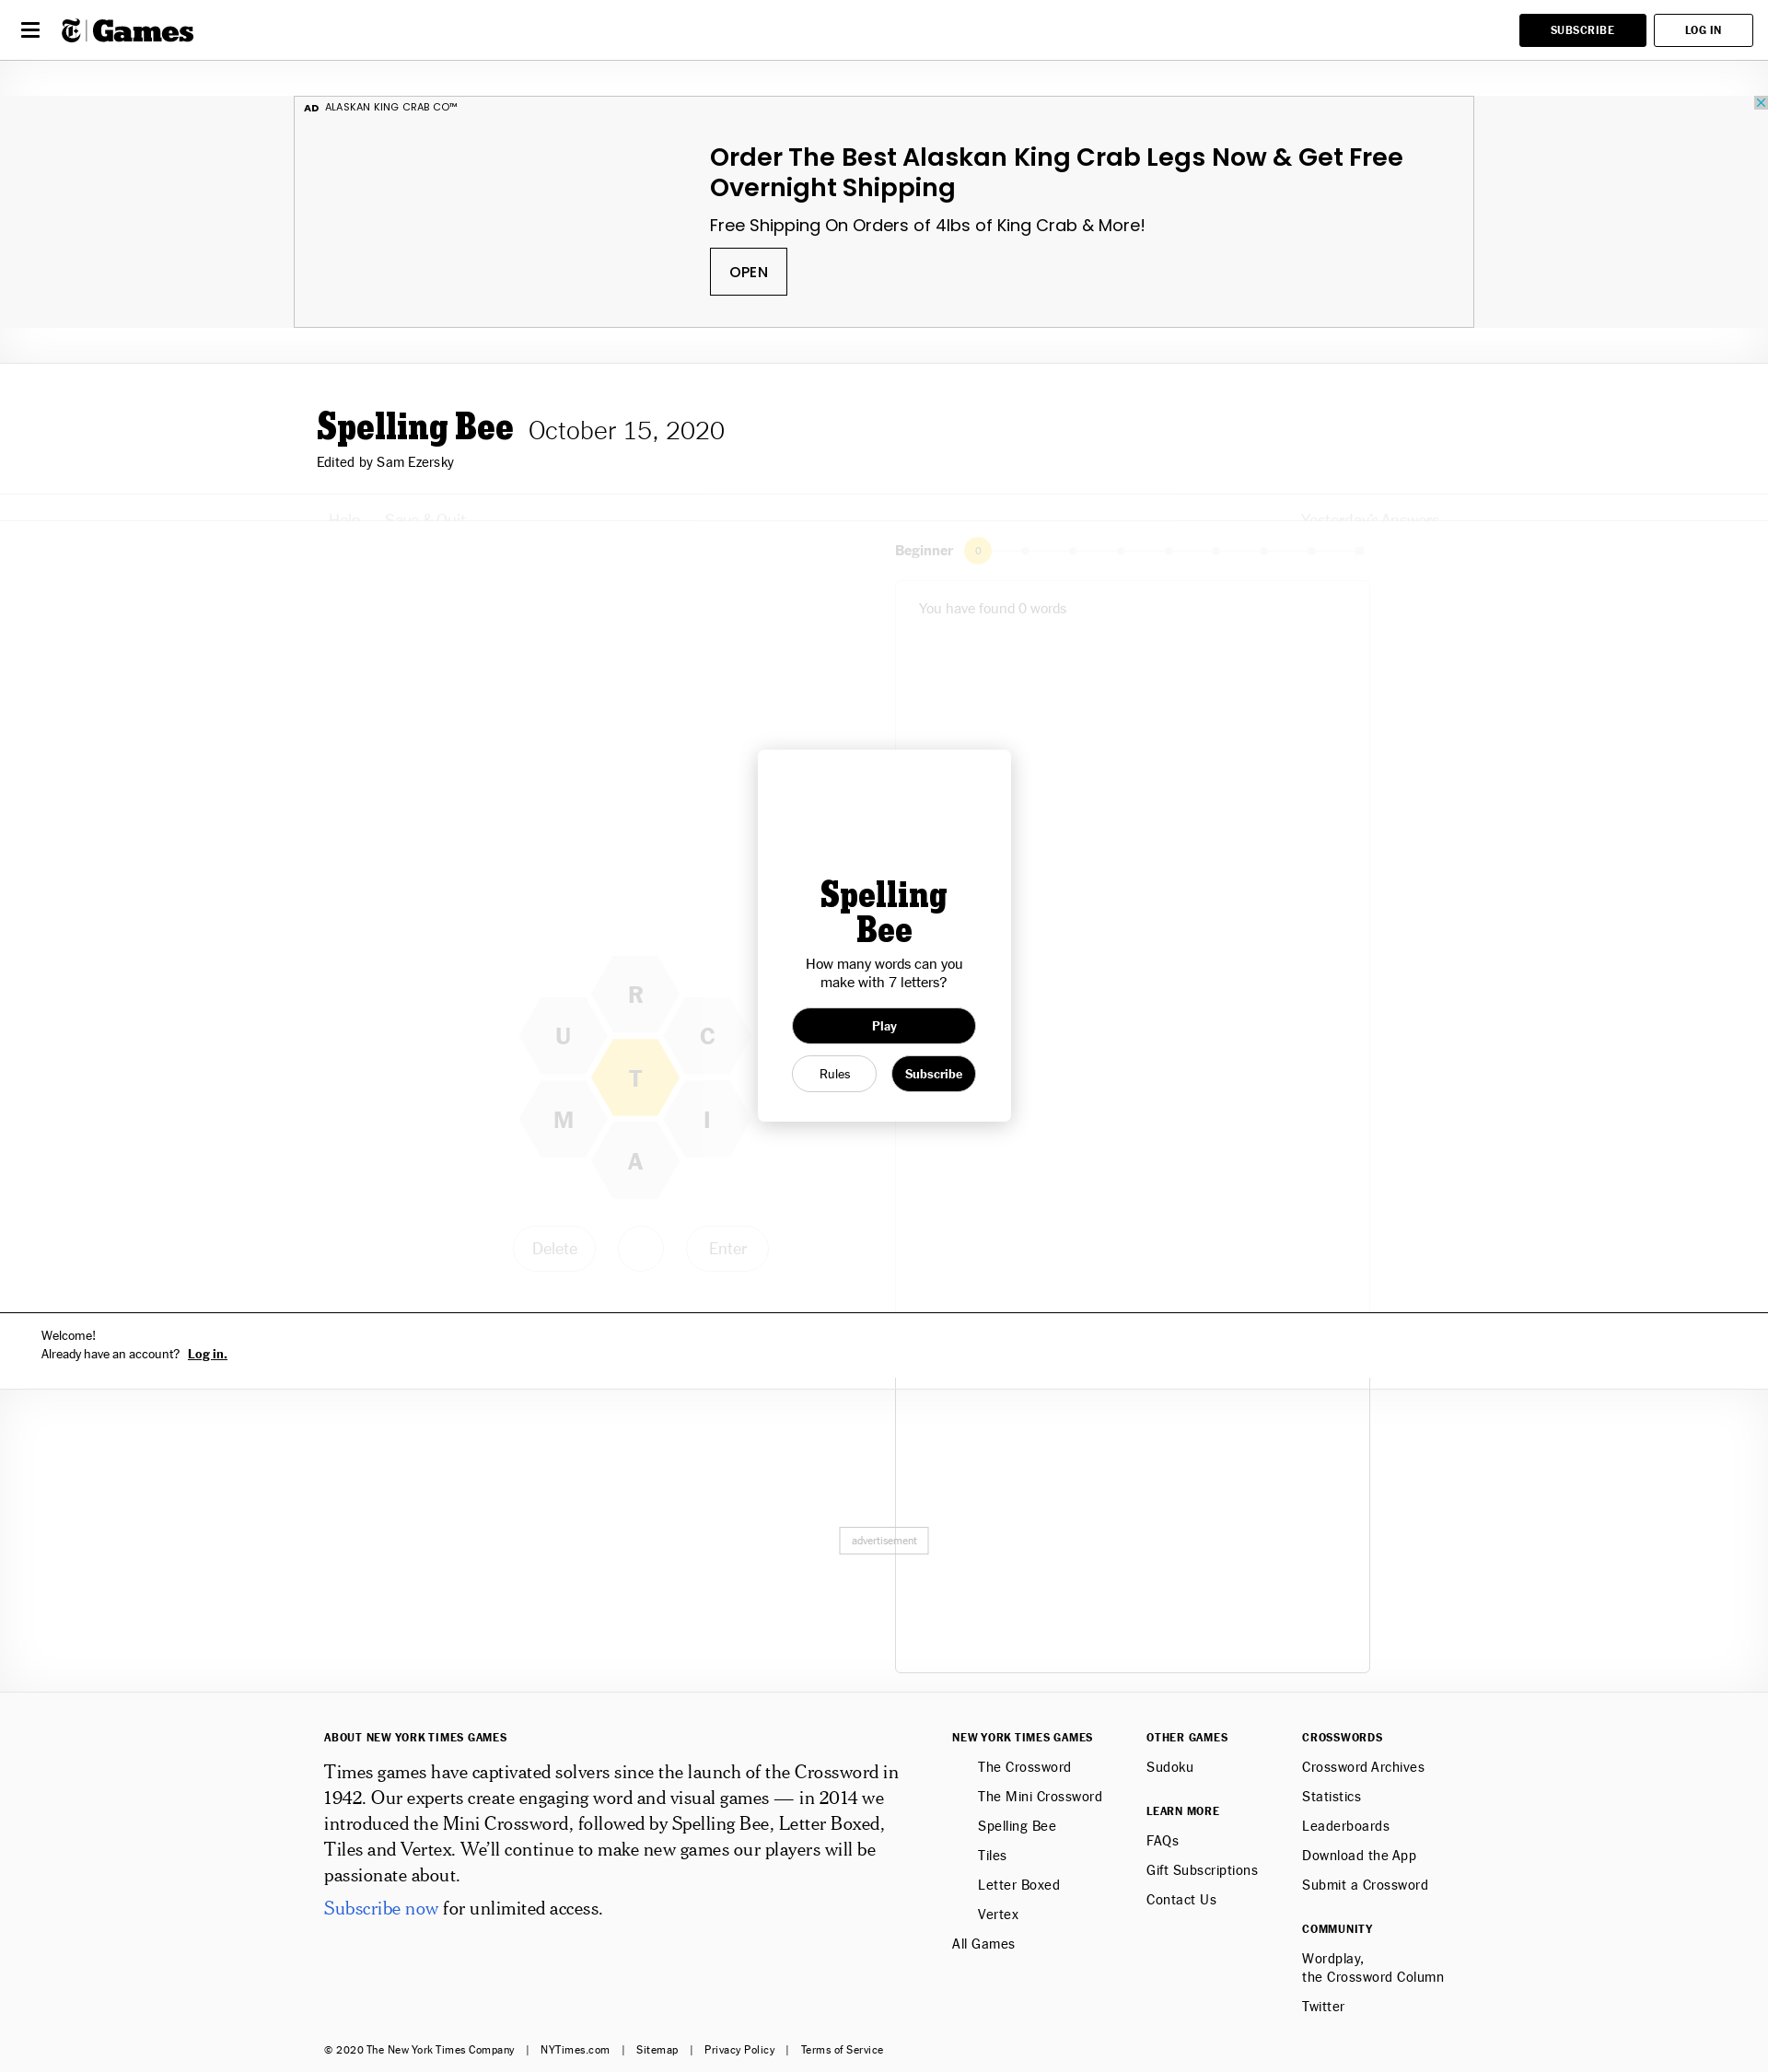 Games
SUBSCRIBE
LOG IN
AD ALASKAN KING CRAB CO™
Order The Best Alaskan King Crab Legs Now & Get Free
Overnight Shipping
Free Shipping On Orders of 4lbs of King Crab & More!
OPEN
Spelling Bee October 15, 2020
Edited by Sam Ezersky
Help Save & Quit Yesterday's Answers
Beginner 0
You have found 0 words
R
U
C
T
M
I
A
Delete
Enter
Spelling
Bee
How many words can you
make with 7 letters?
Play
Rules
Subscribe
Welcome!
Already have an account? Log in.
advertisement
ABOUT NEW YORK TIMES GAMES
Times games have captivated solvers since the launch of the Crossword in
1942. Our experts create engaging word and visual games — in 2014 we
introduced the Mini Crossword, followed by Spelling Bee, Letter Boxed,
Tiles and Vertex. We’ll continue to make new games our players will be
passionate about.
Subscribe now for unlimited access.
NEW YORK TIMES GAMES
The Crossword
The Mini Crossword
Spelling Bee
Tiles
Letter Boxed
Vertex
All Games
OTHER GAMES
Sudoku
LEARN MORE
FAQs
Gift Subscriptions
Contact Us
CROSSWORDS
Crossword Archives
Statistics
Leaderboards
Download the App
Submit a Crossword
COMMUNITY
Wordplay,
the Crossword Column
Twitter
© 2020 The New York Times Company | NYTimes.com | Sitemap | Privacy Policy | Terms of Service